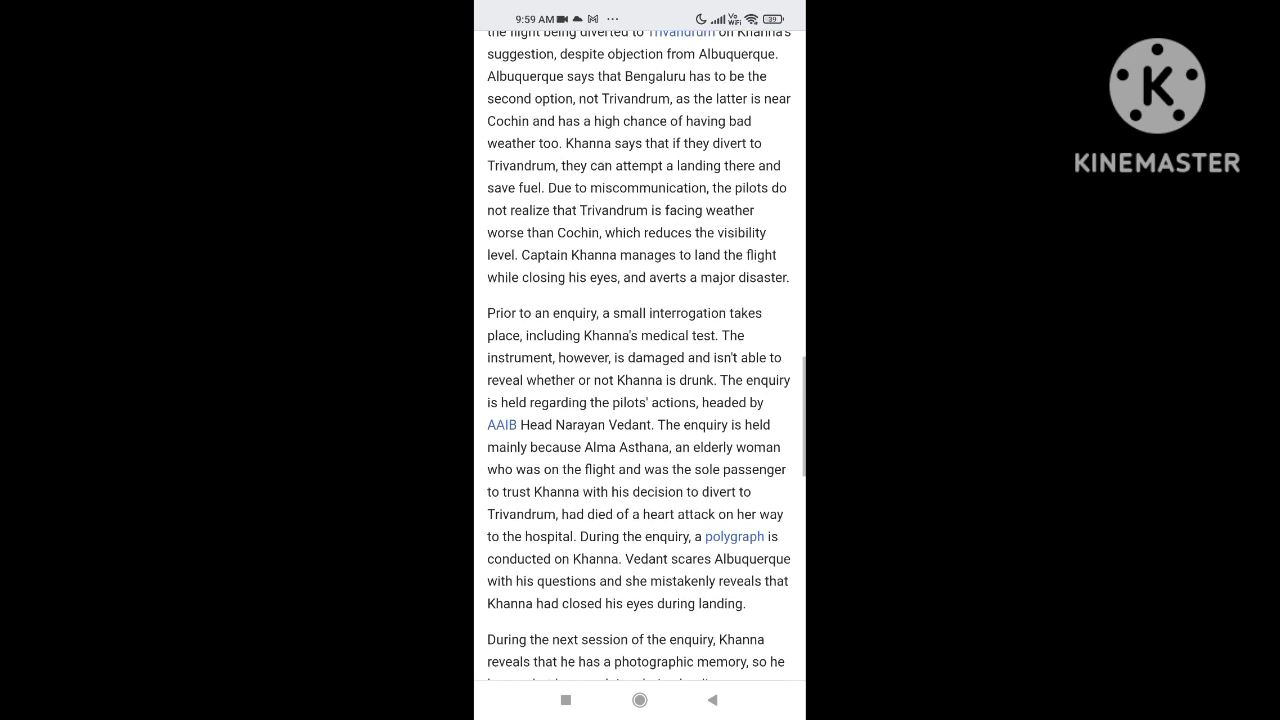 9:59 AM
Vo
WiFi
39
the flight being diverted to Trivandrum on Khanna's
suggestion, despite objection from Albuquerque.
Albuquerque says that Bengaluru has to be the
second option, not Trivandrum, as the latter is near
Cochin and has a high chance of having bad
weather too. Khanna says that if they divert to
Trivandrum, they can attempt a landing there and
save fuel. Due to miscommunication, the pilots do
not realize that Trivandrum is facing weather
worse than Cochin, which reduces the visibility
level. Captain Khanna manages to land the flight
while closing his eyes, and averts a major disaster.
Prior to an enquiry, a small interrogation takes
place, including Khanna's medical test. The
instrument, however, is damaged and isn't able to
reveal whether or not Khanna is drunk. The enquiry
is held regarding the pilots' actions, headed by
AAIB Head Narayan Vedant. The enquiry is held
mainly because Alma Asthana, an elderly woman
who was on the flight and was the sole passenger
to trust Khanna with his decision to divert to
Trivandrum, had died of a heart attack on her way
to the hospital. During the enquiry, a polygraph is
conducted on Khanna. Vedant scares Albuquerque
with his questions and she mistakenly reveals that
Khanna had closed his eyes during landing.
During the next session of the enquiry, Khanna
reveals that he has a photographic memory, so he
K
KINEMASTER